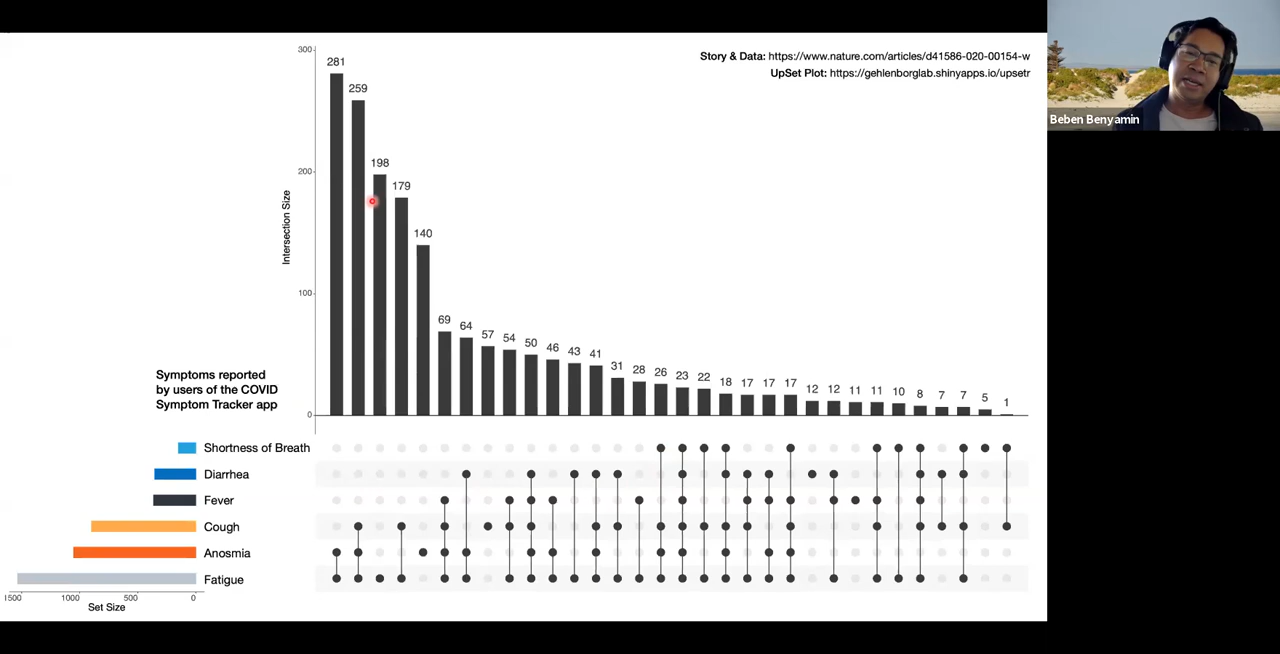 Story & Data: https://www.nature.com/articles/d41586-020-00154-w
UpSet Plot: https://gehlenborglab.shinyapps.io/upsetr
Beben Benyamin
300
200
100
0
Intersection Size
281
259
198
179
140
69
64
57
54
50
46
43
41
31
28
26
23
22
18
17
17
17
12
12
11
11
10
8
7
7
5
1
Symptoms reported
by users of the COVID
Symptom Tracker app
Shortness of Breath
Diarrhea
Fever
Cough
Anosmia
Fatigue
1500 1000 500 0
Set Size